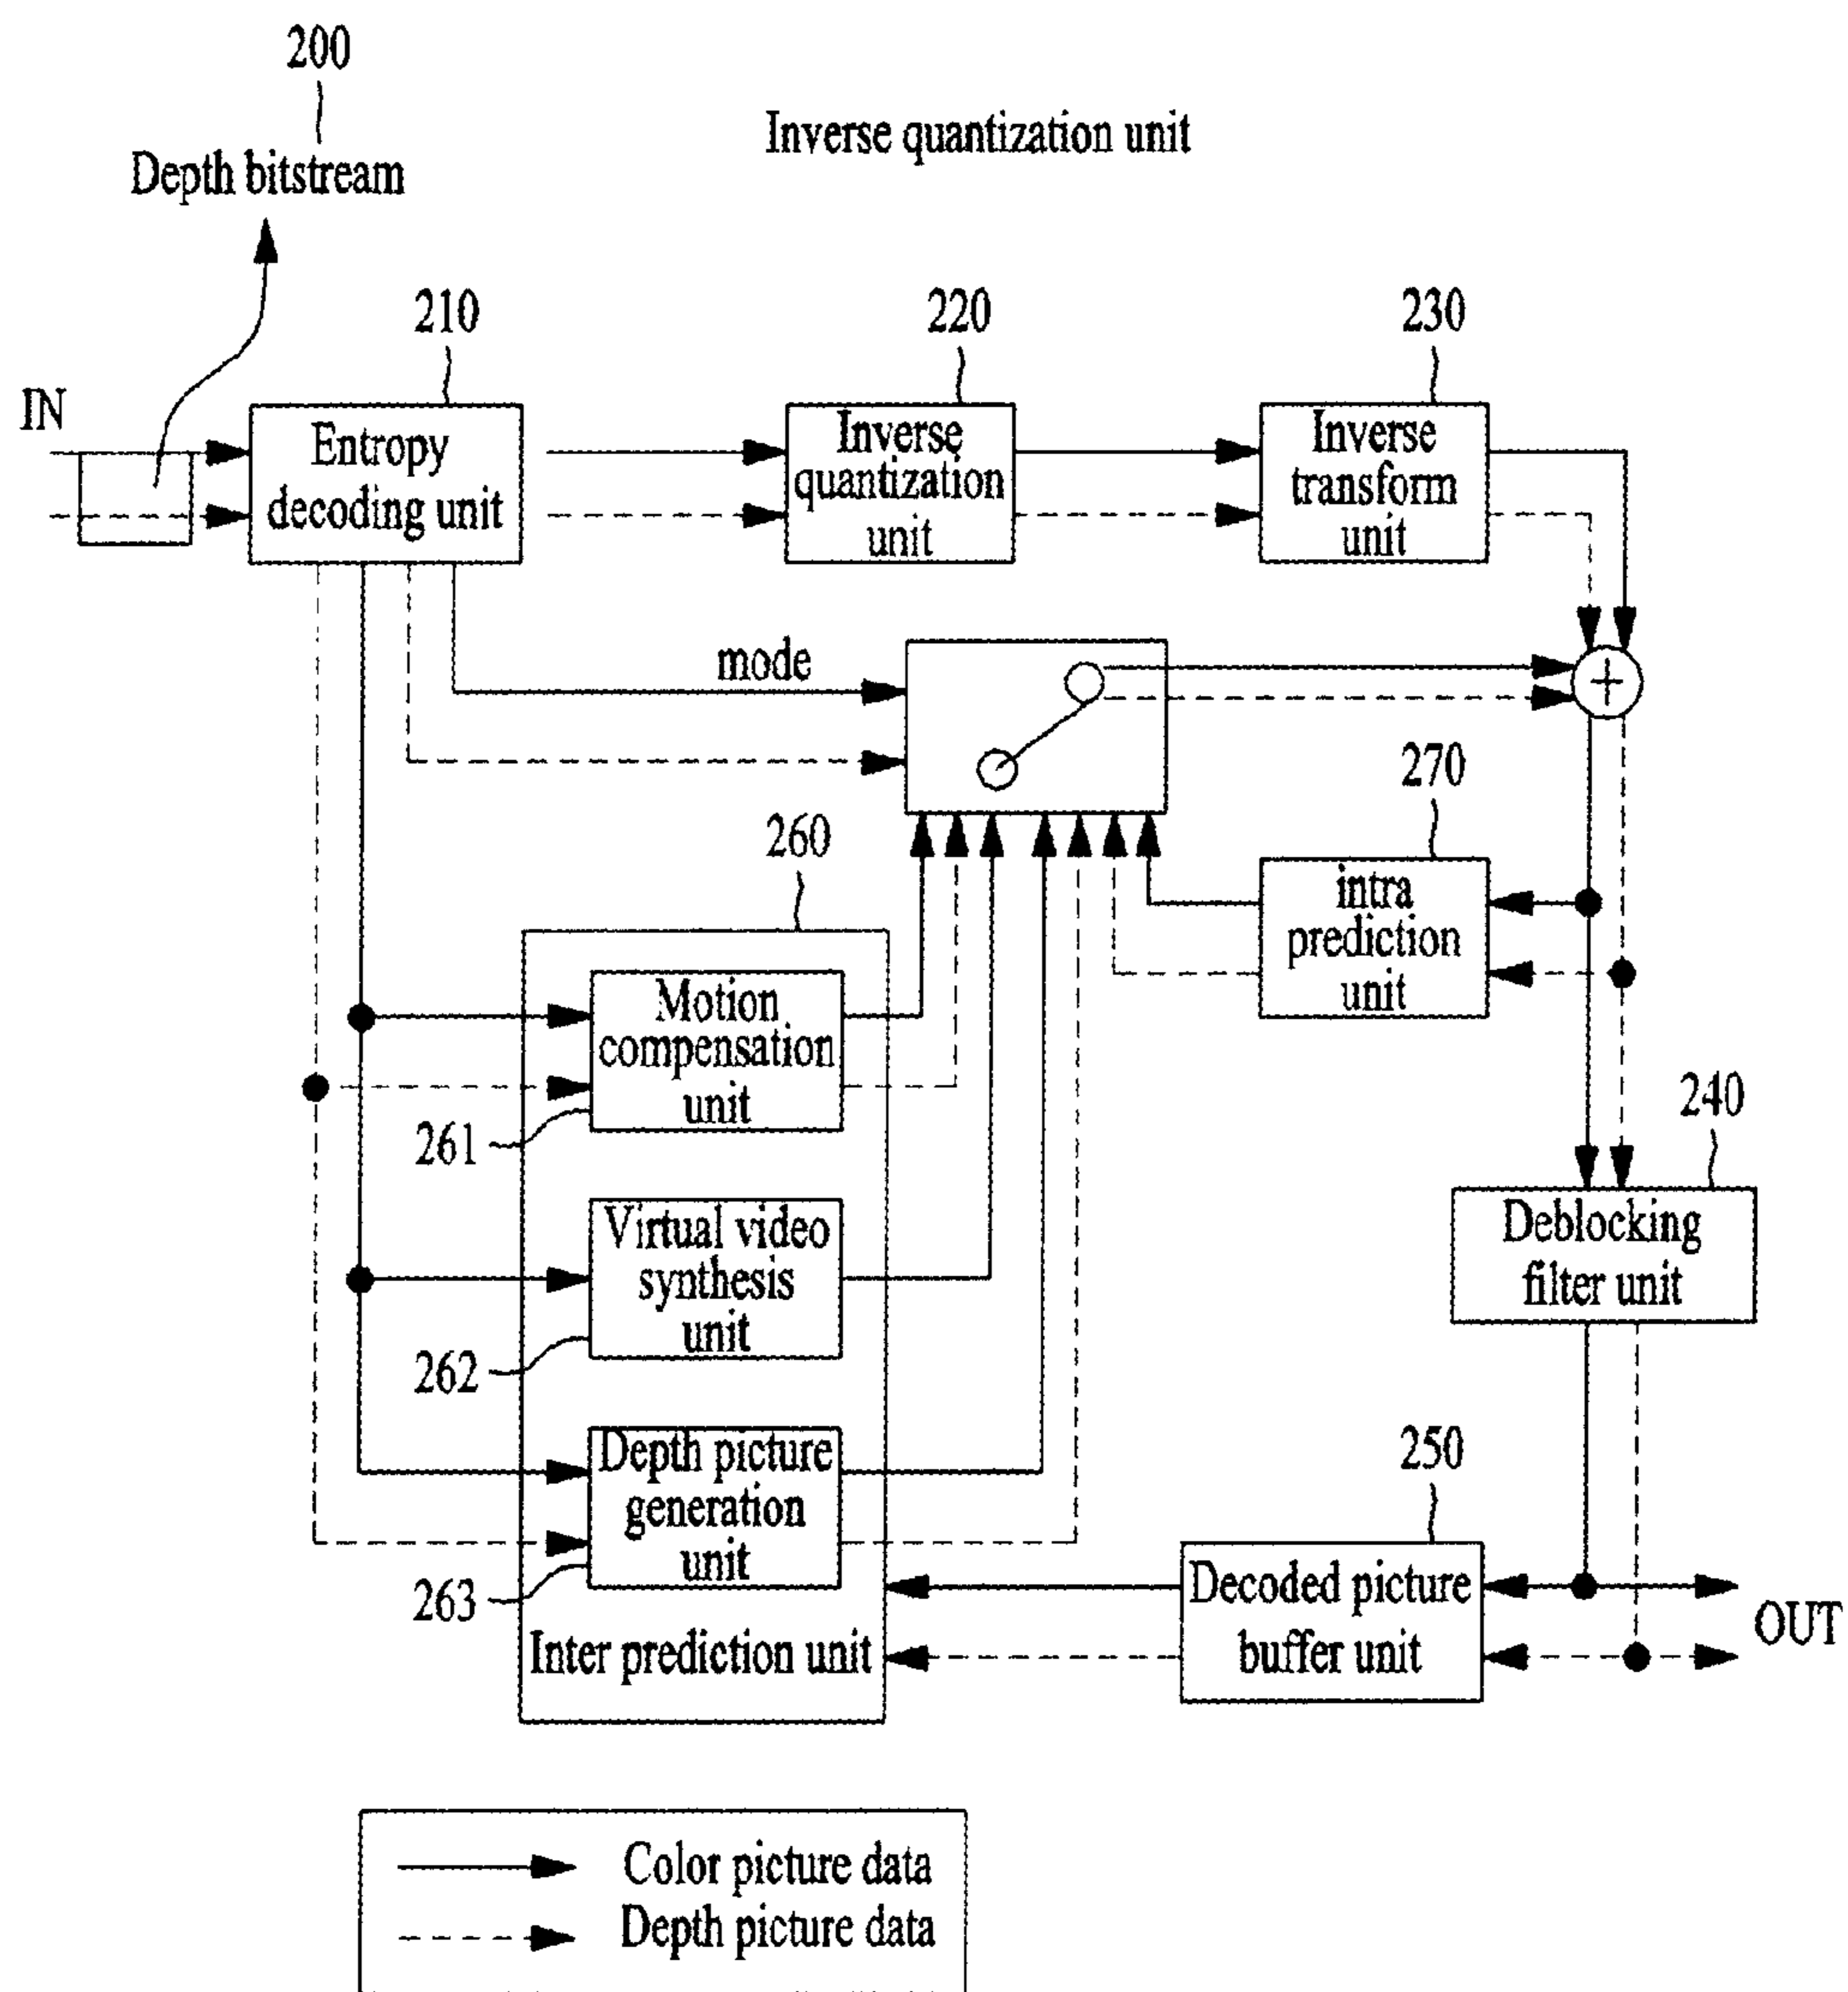 200
Inverse quantization unit
Depth bitstream
210
220
230
IN
Entropy
decoding unit
Inverse
quantization
unit
Inverse
transform
unit
mode
+
270
260
intra
prediction
unit
Motion
compensation
unit
261
240
Virtual video
synthesis
unit
262
Deblocking
filter unit
Depth picture
generation
unit
263
250
Decoded picture
buffer unit
OUT
Inter prediction unit
Color picture data
Depth picture data